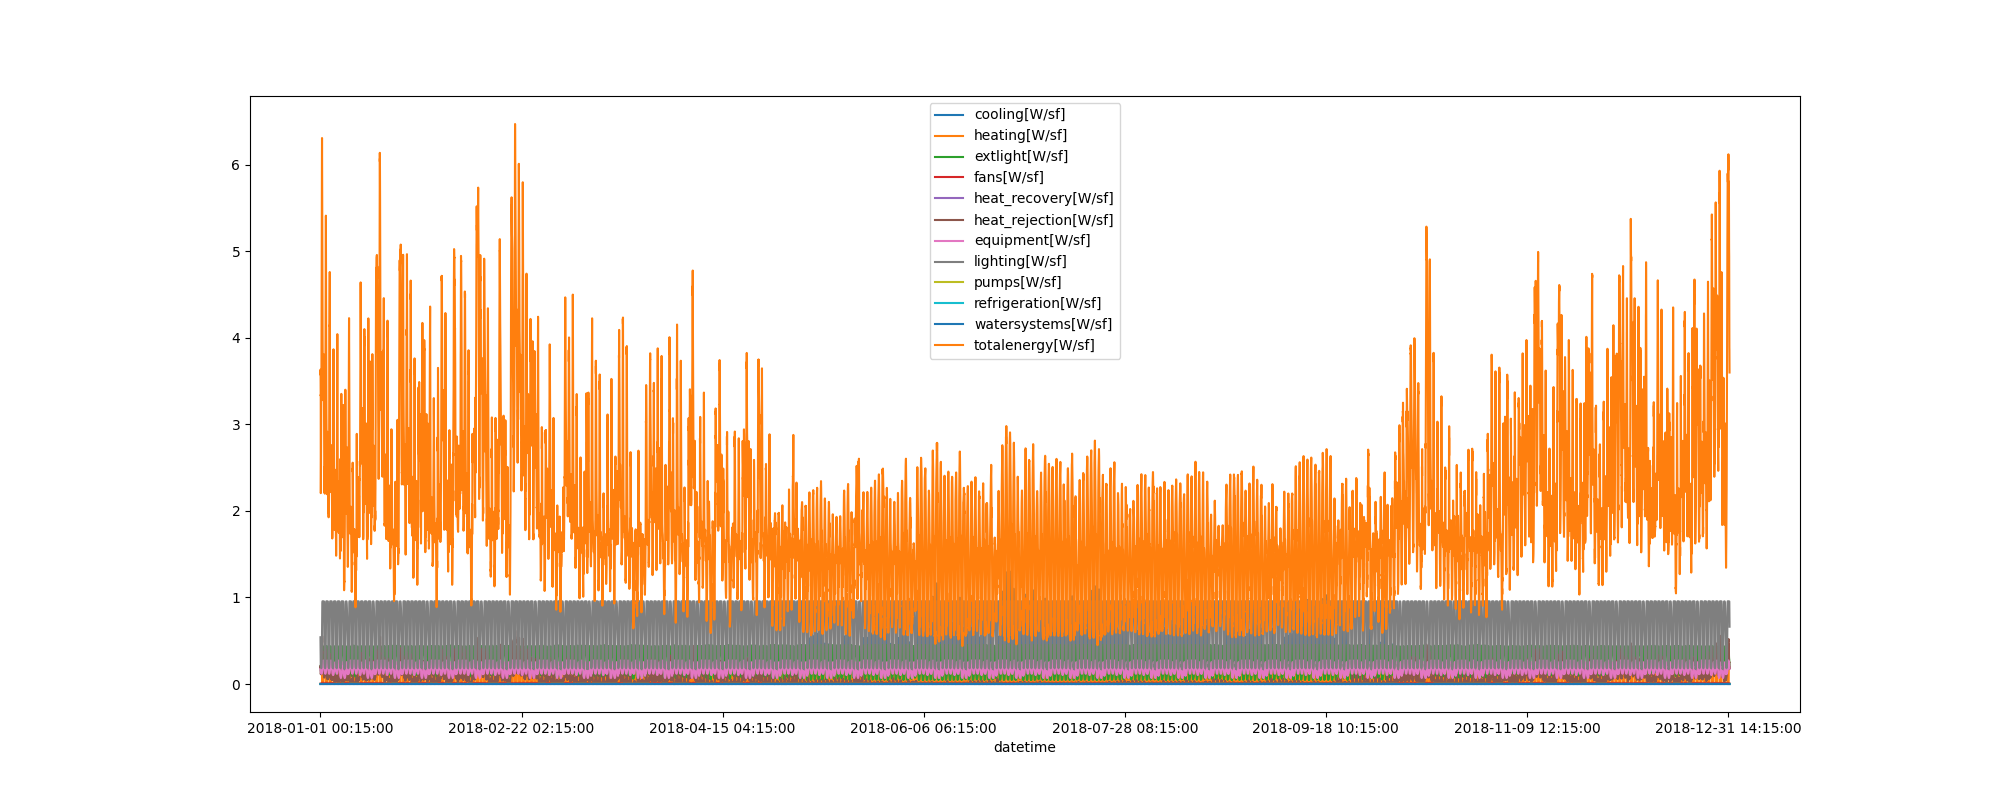 cooling[W/sf]
heating[W/sf]
extlight[W/sf]
fans[W/sf]
heat_recovery[W/sf]
heat_rejection[W/sf]
equipment[W/sf]
lighting[W/sf]
pumps[W/sf]
refrigeration[W/sf]
watersystems[W/sf]
totalenergy[W/sf]
6
5
4
3
2
1
0
2018-01-01 00:15:00 2018-02-22 02:15:00 2018-04-15 04:15:00 2018-06-06 06:15:00 2018-07-28 08:15:00 2018-09-18 10:15:00 2018-11-09 12:15:00 2018-12-31 14:15:00
datetime